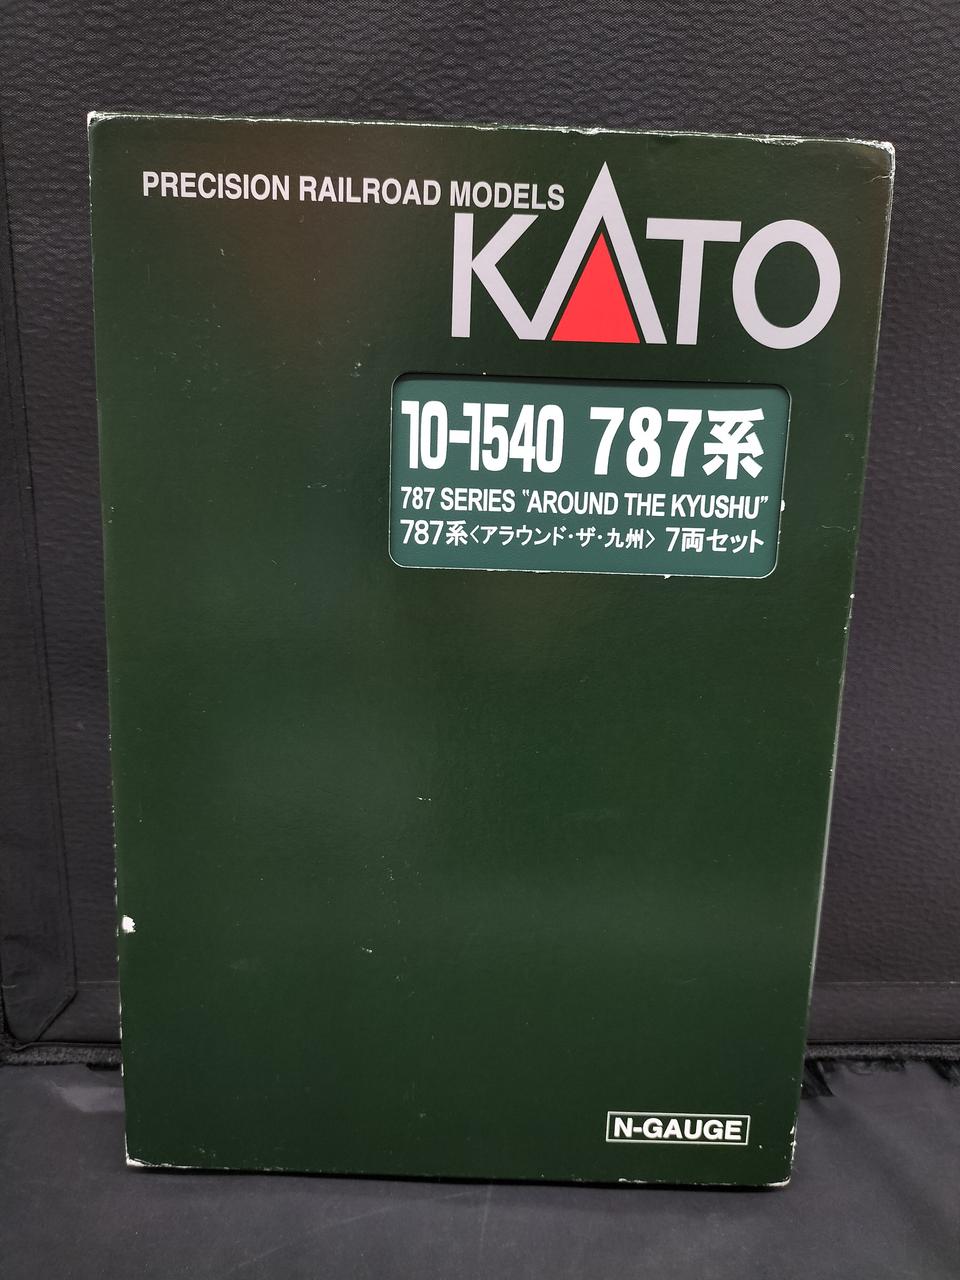 PRECISION RAILROAD MODELS
KATO
10-1540 787系
787 SERIES "AROUND THE KYUSHU"
787系〈アラウンド・ザ・九州〉 7両セット
N-GAUGE